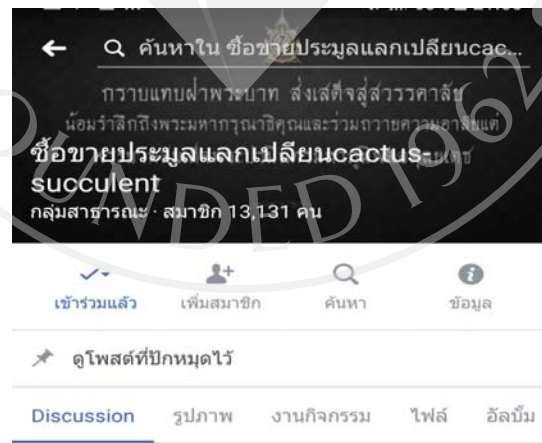 ค้นหาใน ซื้อขายประมูลแลกเปลี่ยนcac...
กราบแทบฝ่าพระบาท ส่งเสด็จสู่สวรรคาลัย
น้อมรำลึกถึงพระมหากรุณาธิคุณและร่วมถวายความอาลัยแด่
ซื้อขายประมูลแลกเปลี่ยนcactus-
succulent
กลุ่มสาธารณะ · สมาชิก 13,131 คน
UNDED 1962
เข้าร่วมแล้ว เพิ่มสมาชิก ค้นหา ข้อมูล
ดูโพสต์ที่ปักหมุดไว้
Discussion รูปภาพ งานกิจกรรม ไฟล์ อัลบั้ม